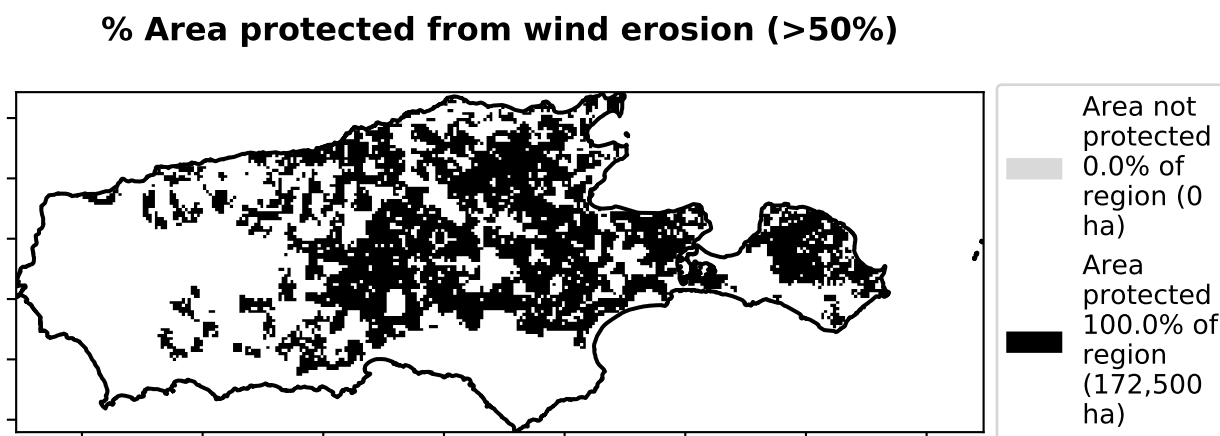 % Area protected from wind erosion (>50%)
Area not
protected
0.0% of
region (0
ha)
Area
protected
100.0% of
region
(172,500
ha)